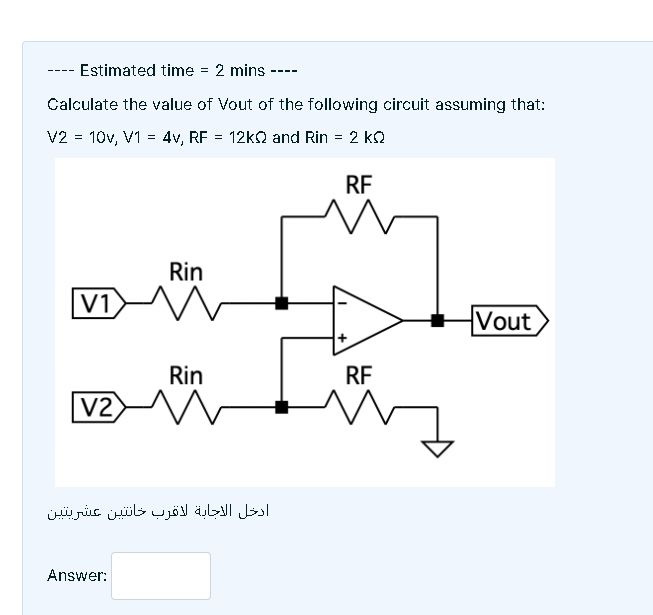 ---- Estimated time = 2 mins ----
Calculate the value of Vout of the following circuit assuming that:
V2 = 10v, V1 = 4v, RF = 12kΩ and Rin = 2 kΩ
RF
Rin
V1
-
+
Vout
Rin
RF
V2
ادخل الاجابة لاقرب خانتين عشريتين
Answer: